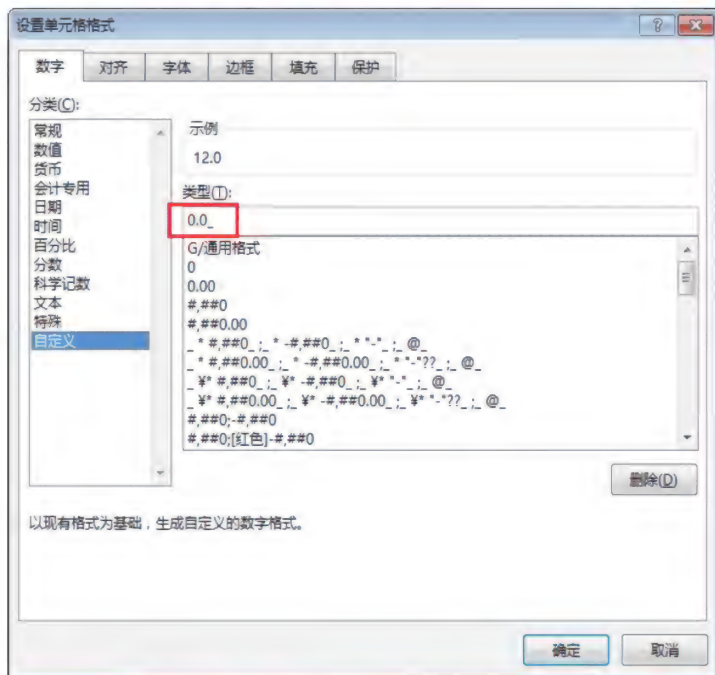 设置单元格格式
数字 对齐 字体 边框 填充 保护
分类(C):
常规
数值
货币
会计专用
日期
时间
百分比
分数
科学记数
文本
特殊
自定义
示例
12.0
类型(T):
0.0_
G/通用格式
0
0.00
#,##0
#,##0.00
_ * #,##0_ ;_ * -#,##0_ ;_ * "-"_ ;_ @_
_ * #,##0.00_ ;_ * -#,##0.00_ ;_ * "-"??_ ;_ @_
_ ¥* #,##0_ ;_ ¥* -#,##0_ ;_ ¥* "-"_ ;_ @_
_ ¥* #,##0.00_ ;_ ¥* -#,##0.00_ ;_ ¥* "-"??_ ;_ @_
#,##0;-#,##0
#,##0;[红色]-#,##0
删除(D)
以现有格式为基础，生成自定义的数字格式。
确定 取消